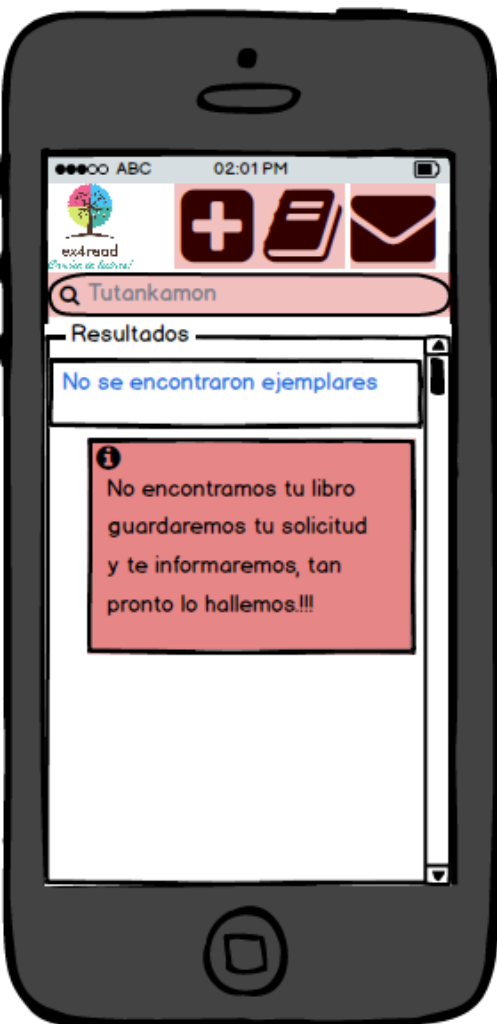 ABC 02:01 PM
ex4read
Tutankamon
Resultados
No se encontraron ejemplares
No encontramos tu libro
guardaremos tu solicitud
y te informaremos, tan
pronto lo hallemos.!!!